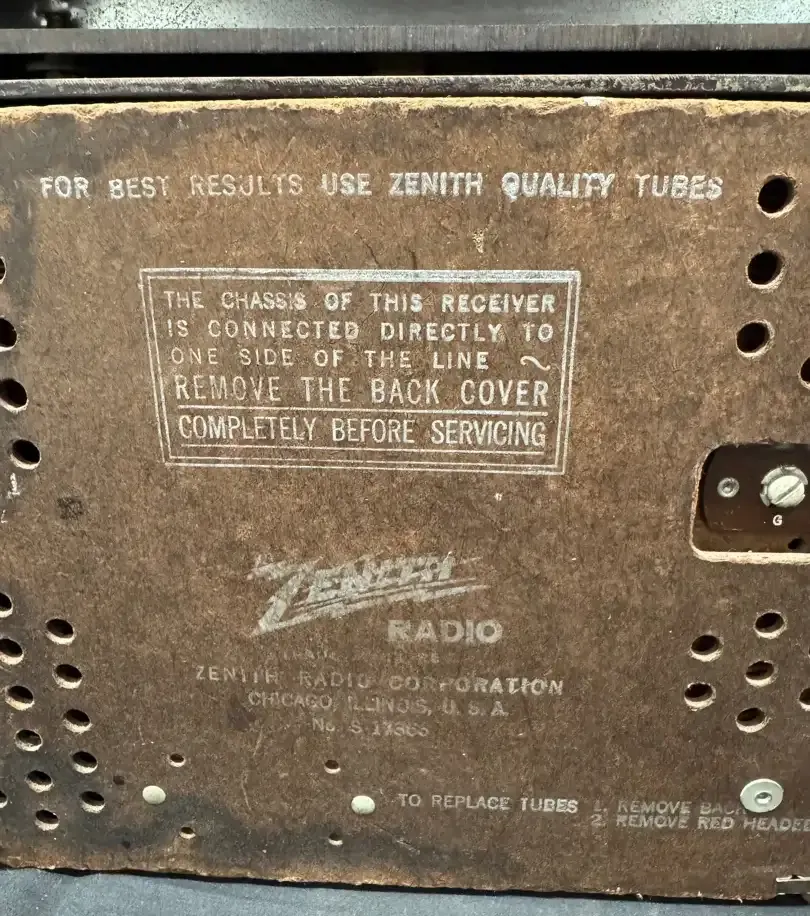 FOR BEST RESULTS USE ZENITH QUALITY TUBES
THE CHASSIS OF THIS RECEIVER
IS CONNECTED DIRECTLY TO
ONE SIDE OF THE LINE ~
REMOVE THE BACK COVER
COMPLETELY BEFORE SERVICING
G
ZENITH
RADIO
ZENITH RADIO CORPORATION
CHICAGO, ILLINOIS, U. S. A.
No. S
TO REPLACE TUBES 1. REMOVE BACK
2. REMOVE RED HEADED